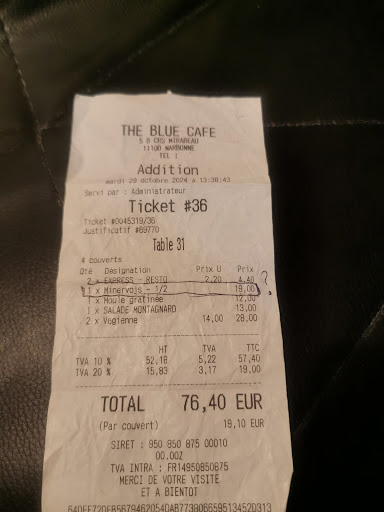 THE BLUE CAFE
5 8 CRS MIRABEAU
11100 NARBONNE
TEL :
Addition
mardi 29 octobre 2024 à 13:38:43
Servi par : Administrateur
Ticket #36
Ticket #0045319/36
Justificatif #69770
Table 31
4 couverts
Qté Désignation Prix U Prix
2 x EXPRESS RESTO 2,20 4,40
1 x Minervois - 1/2 19,00 ?
1 x Moule gratinée 12,00
1 x SALADE MONTAGNARD 13,00
2 x Végienne 14,00 28,00
HT TVA TTC
TVA 10 % 52,18 5,22 57,40
TVA 20 % 15,83 3,17 19,00
TOTAL 76,40 EUR
(Par couvert) 19,10 EUR
SIRET : 950 850 875 00010
00.00Z
TVA INTRA : FR14950850875
MERCI DE VOTRE VISITE
ET A BIENTOT